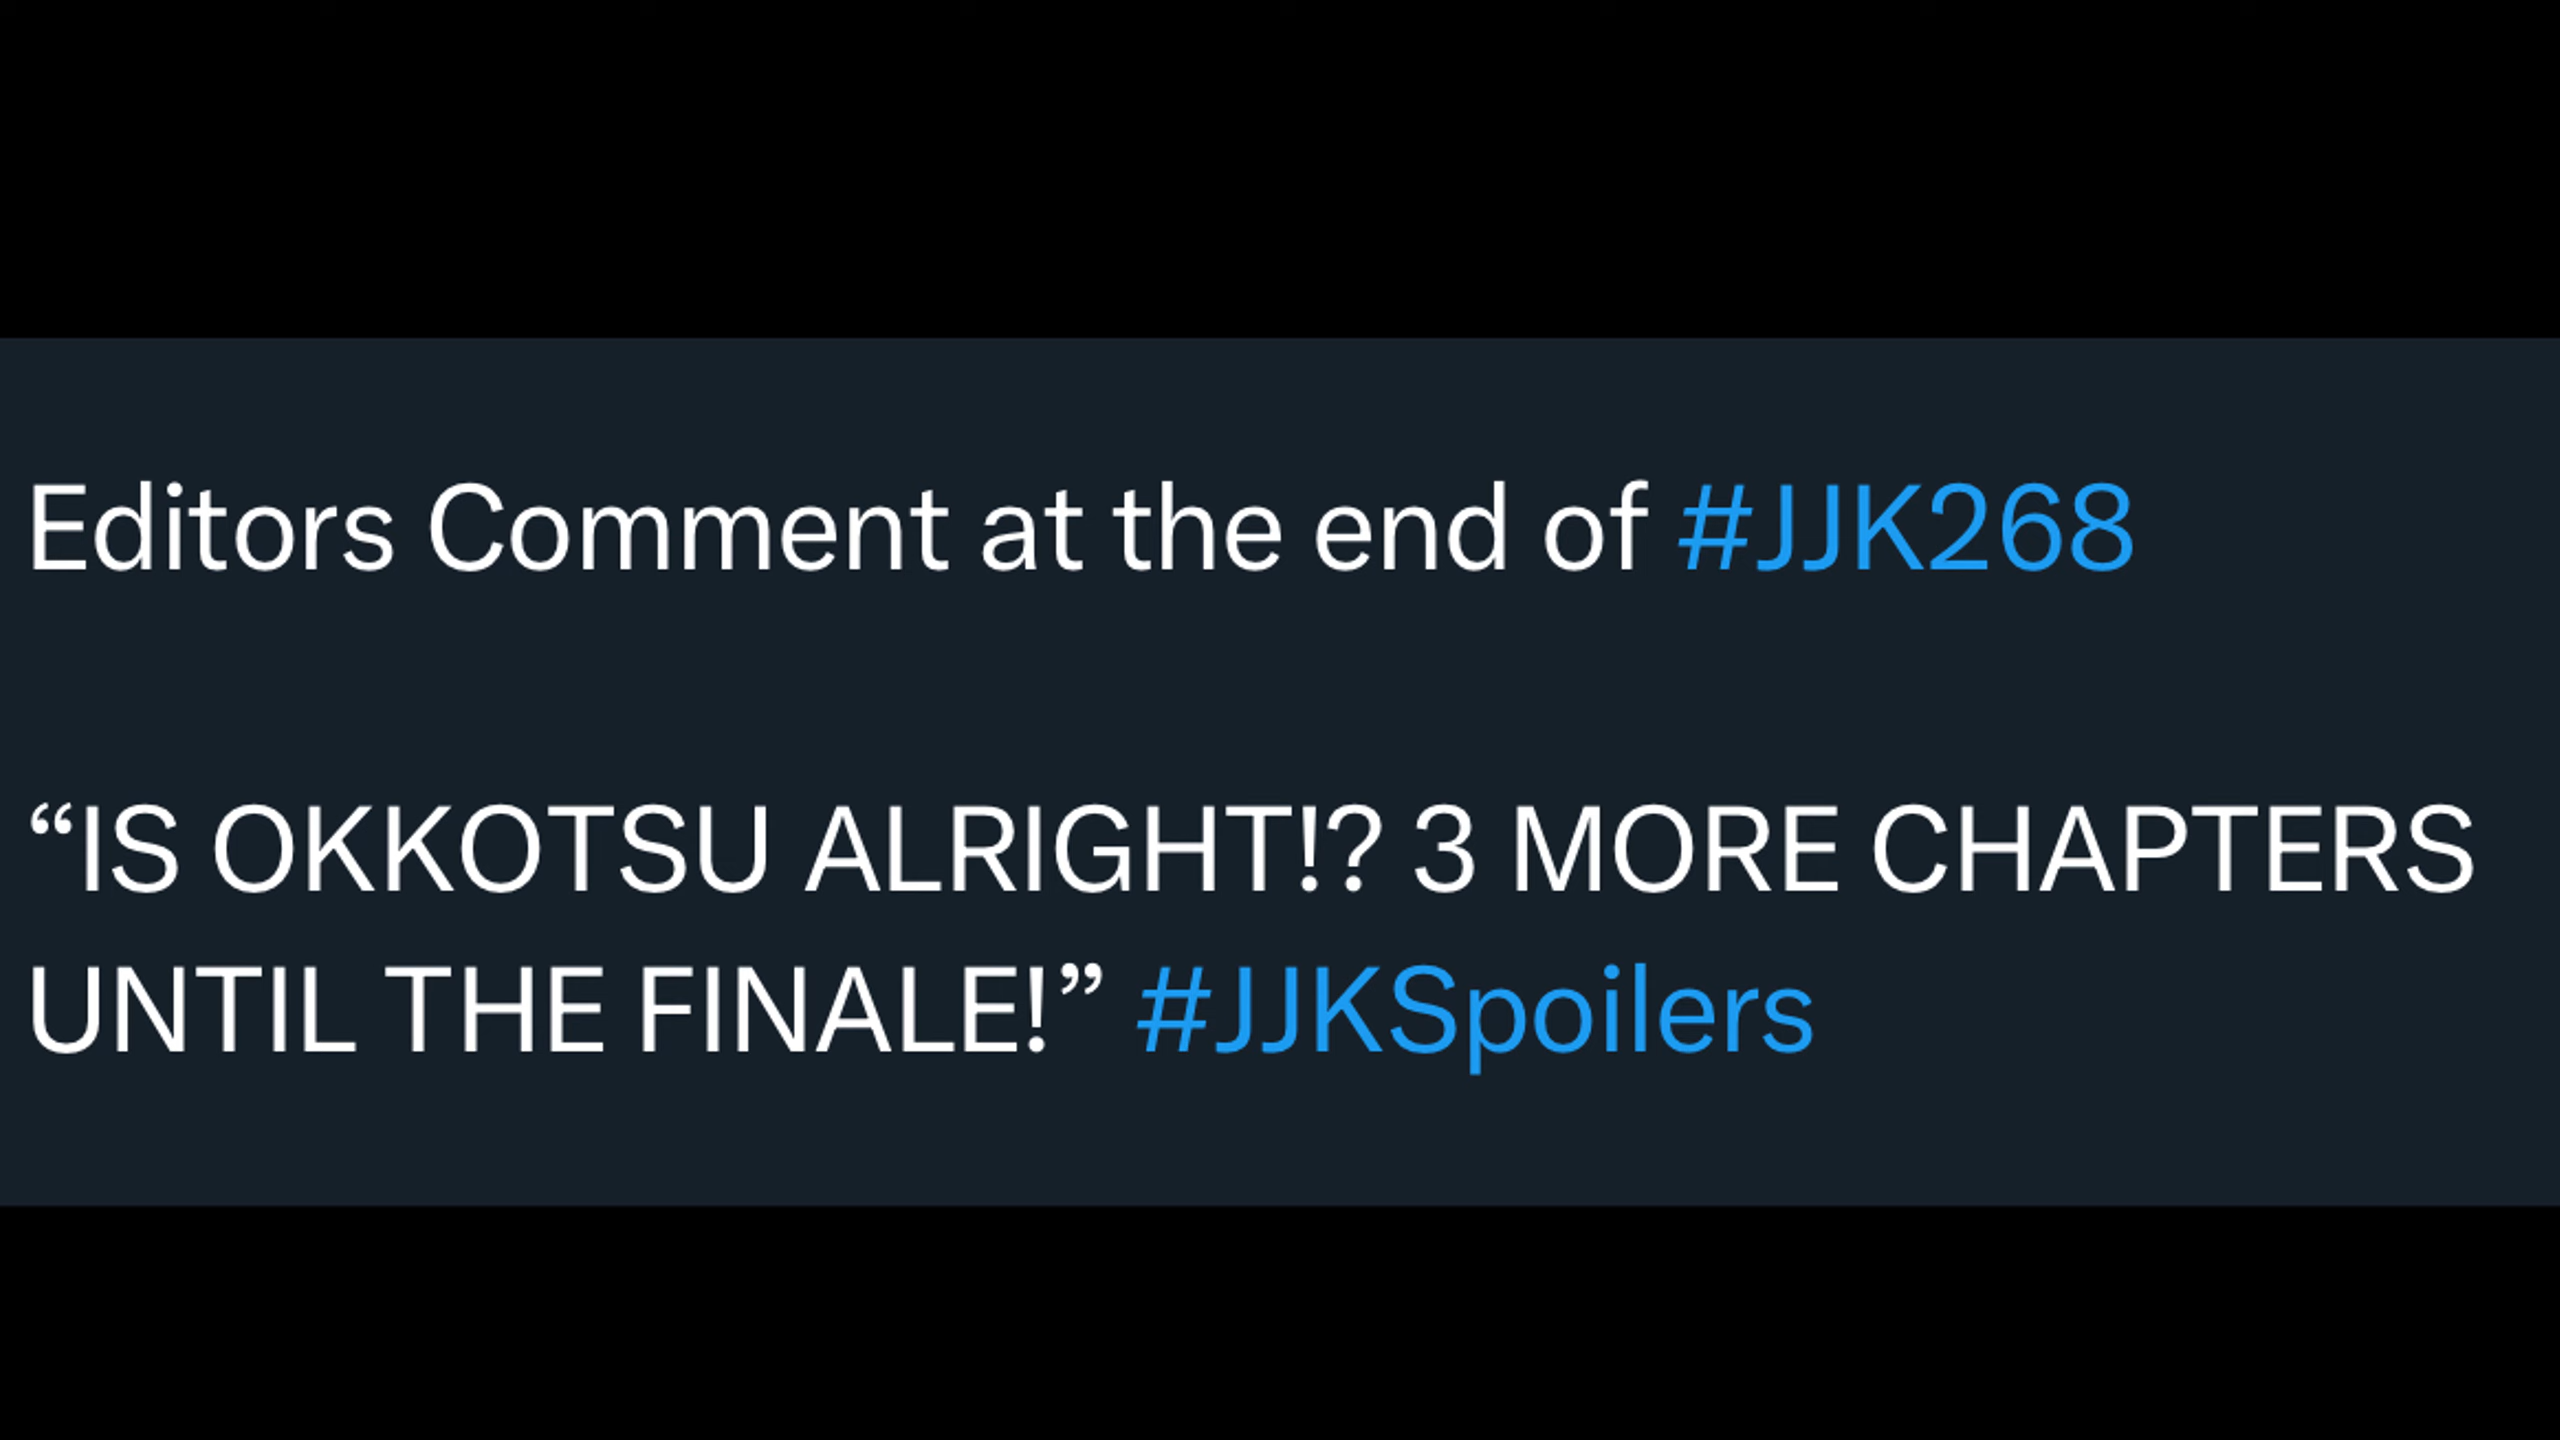 Editors Comment at the end of #JJK268
“IS OKKOTSU ALRIGHT!? 3 MORE CHAPTERS
UNTIL THE FINALE!” #JJKSpoilers